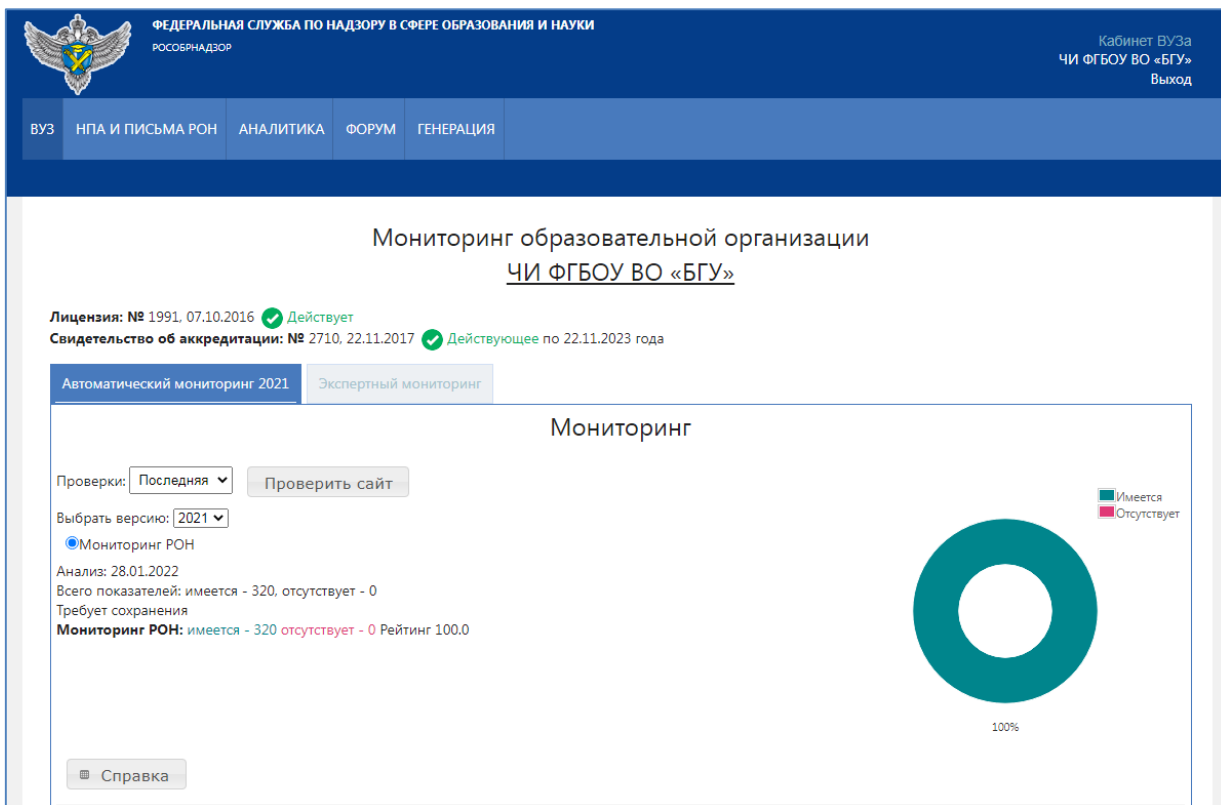 ФЕДЕРАЛЬНАЯ СЛУЖБА ПО НАДЗОРУ В СФЕРЕ ОБРАЗОВАНИЯ И НАУКИ
РОСОБРНАДЗОР
Кабинет ВУЗа
ЧИ ФГБОУ ВО «БГУ»
Выход
ВУЗ НПА И ПИСЬМА РОН АНАЛИТИКА ФОРУМ ГЕНЕРАЦИЯ
Мониторинг образовательной организации
ЧИ ФГБОУ ВО «БГУ»
Лицензия: № 1991, 07.10.2016 Действует
Свидетельство об аккредитации: № 2710, 22.11.2017 Действующее по 22.11.2023 года
Автоматический мониторинг 2021 Экспертный мониторинг
Мониторинг
Проверки: Последняя Проверить сайт
Выбрать версию: 2021
Мониторинг РОН
Анализ: 28.01.2022
Всего показателей: имеется - 320, отсутствует - 0
Требует сохранения
Мониторинг РОН: имеется - 320 отсутствует - 0 Рейтинг 100.0
Имеется
Отсутствует
100%
Справка